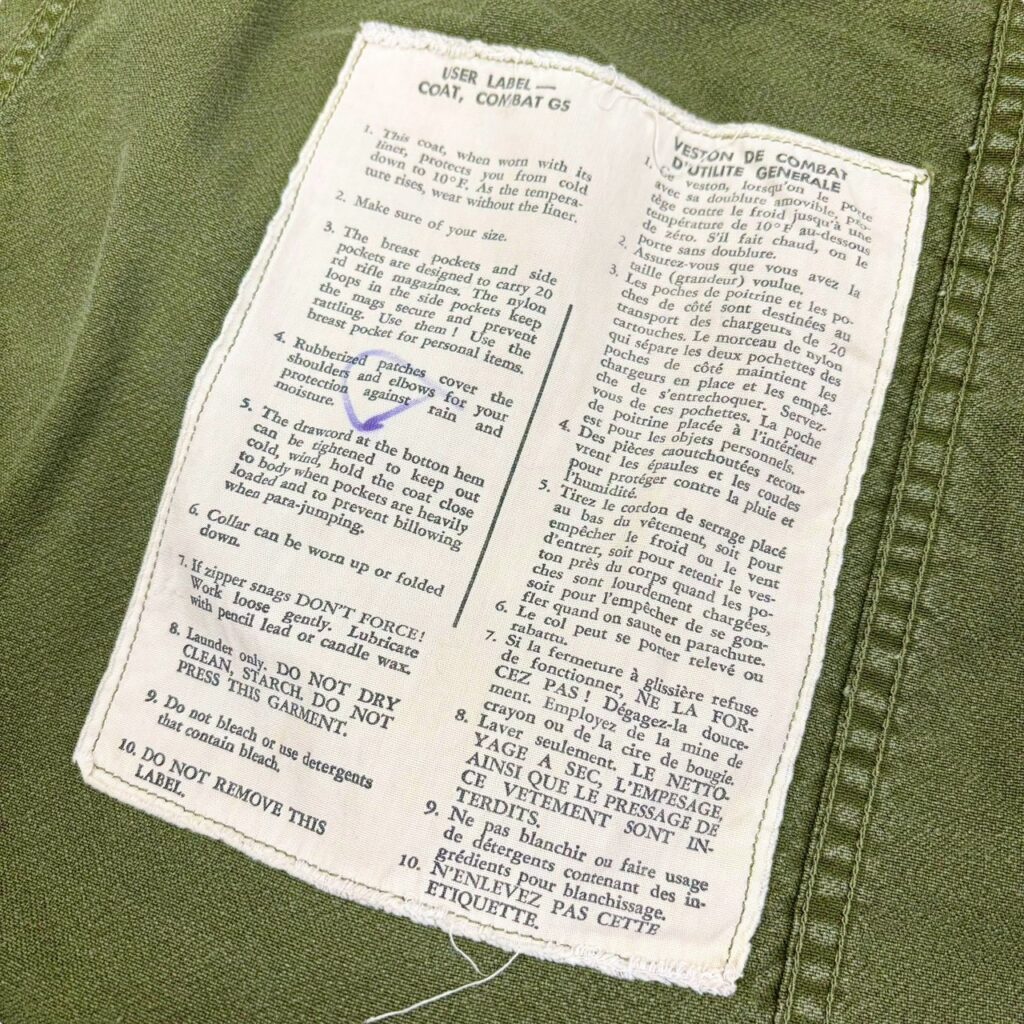 USER LABEL —
COAT, COMBAT GS
1. This coat, when worn with its
liner, protects you from cold
down to 10°F. As the tempera-
ture rises, wear without the liner.
2. Make sure of your size.
3. The breast pockets and side
pockets are designed to carry 20
rd rifle magazines. The nylon
loops in the side pockets keep
the mags secure and prevent
rattling. Use them ! Use the
breast pocket for personal items.
4. Rubberized patches cover the
shoulders and elbows for your
protection against rain and
moisture.
5. The drawcord at the botton hem
can be tightened to keep out
cold, wind, hold the coat close
to body when pockets are heavily
loaded and to prevent billowing
when para-jumping.
6. Collar can be worn up or folded
down.
7. If zipper snags DON'T FORCE!
Work loose gently. Lubricate
with pencil lead or candle wax.
8. Launder only. DO NOT DRY
CLEAN, STARCH. DO NOT
PRESS THIS GARMENT.
9. Do not bleach or use detergents
that contain bleach.
10. DO NOT REMOVE THIS
LABEL.
VESTON DE COMBAT
D'UTILITE GENERALE
1. Ce veston, lorsqu'on le porte
avec sa doublure amovible, pro-
tège contre le froid jusqu'à une
température de 10°F au-dessous
de zéro. S'il fait chaud, on le
porte sans doublure.
2. Assurez-vous que vous avez la
taille (grandeur) voulue.
3. Les poches de poitrine et les po-
ches de côté sont destinées au
transport des chargeurs de 20
cartouches. Le morceau de nylon
qui sépare les deux pochettes des
poches de côté maintient les
chargeurs en place et les empê-
che de s'entrechoquer. Servez-
vous de ces pochettes. La poche
de poitrine placée à l'intérieur
est pour les objets personnels.
4. Des pièces caoutchoutées recou-
vrent les épaules et les coudes
pour protéger contre la pluie et
l'humidité.
5. Tirez le cordon de serrage placé
au bas du vêtement, soit pour
empêcher le froid ou le vent
d'entrer, soit pour retenir le ves-
ton près du corps quand les po-
ches sont lourdement chargées,
soit pour l'empêcher de se gon-
fler quand on saute en parachute.
6. Le col peut se porter relevé ou
rabattu.
7. Si la fermeture à glissière refuse
de fonctionner, NE LA FOR-
CEZ PAS ! Dégagez-la douce-
ment. Employez de la mine de
crayon ou de la cire de bougie.
8. Laver seulement. LE NETTO-
YAGE A SEC, L'EMPESAGE,
AINSI QUE LE PRESSAGE DE
CE VETEMENT SONT IN-
TERDITS.
9. Ne pas blanchir ou faire usage
de détergents contenant des in-
grédients pour blanchissage.
10. N'ENLEVEZ PAS CETTE
ETIQUETTE.